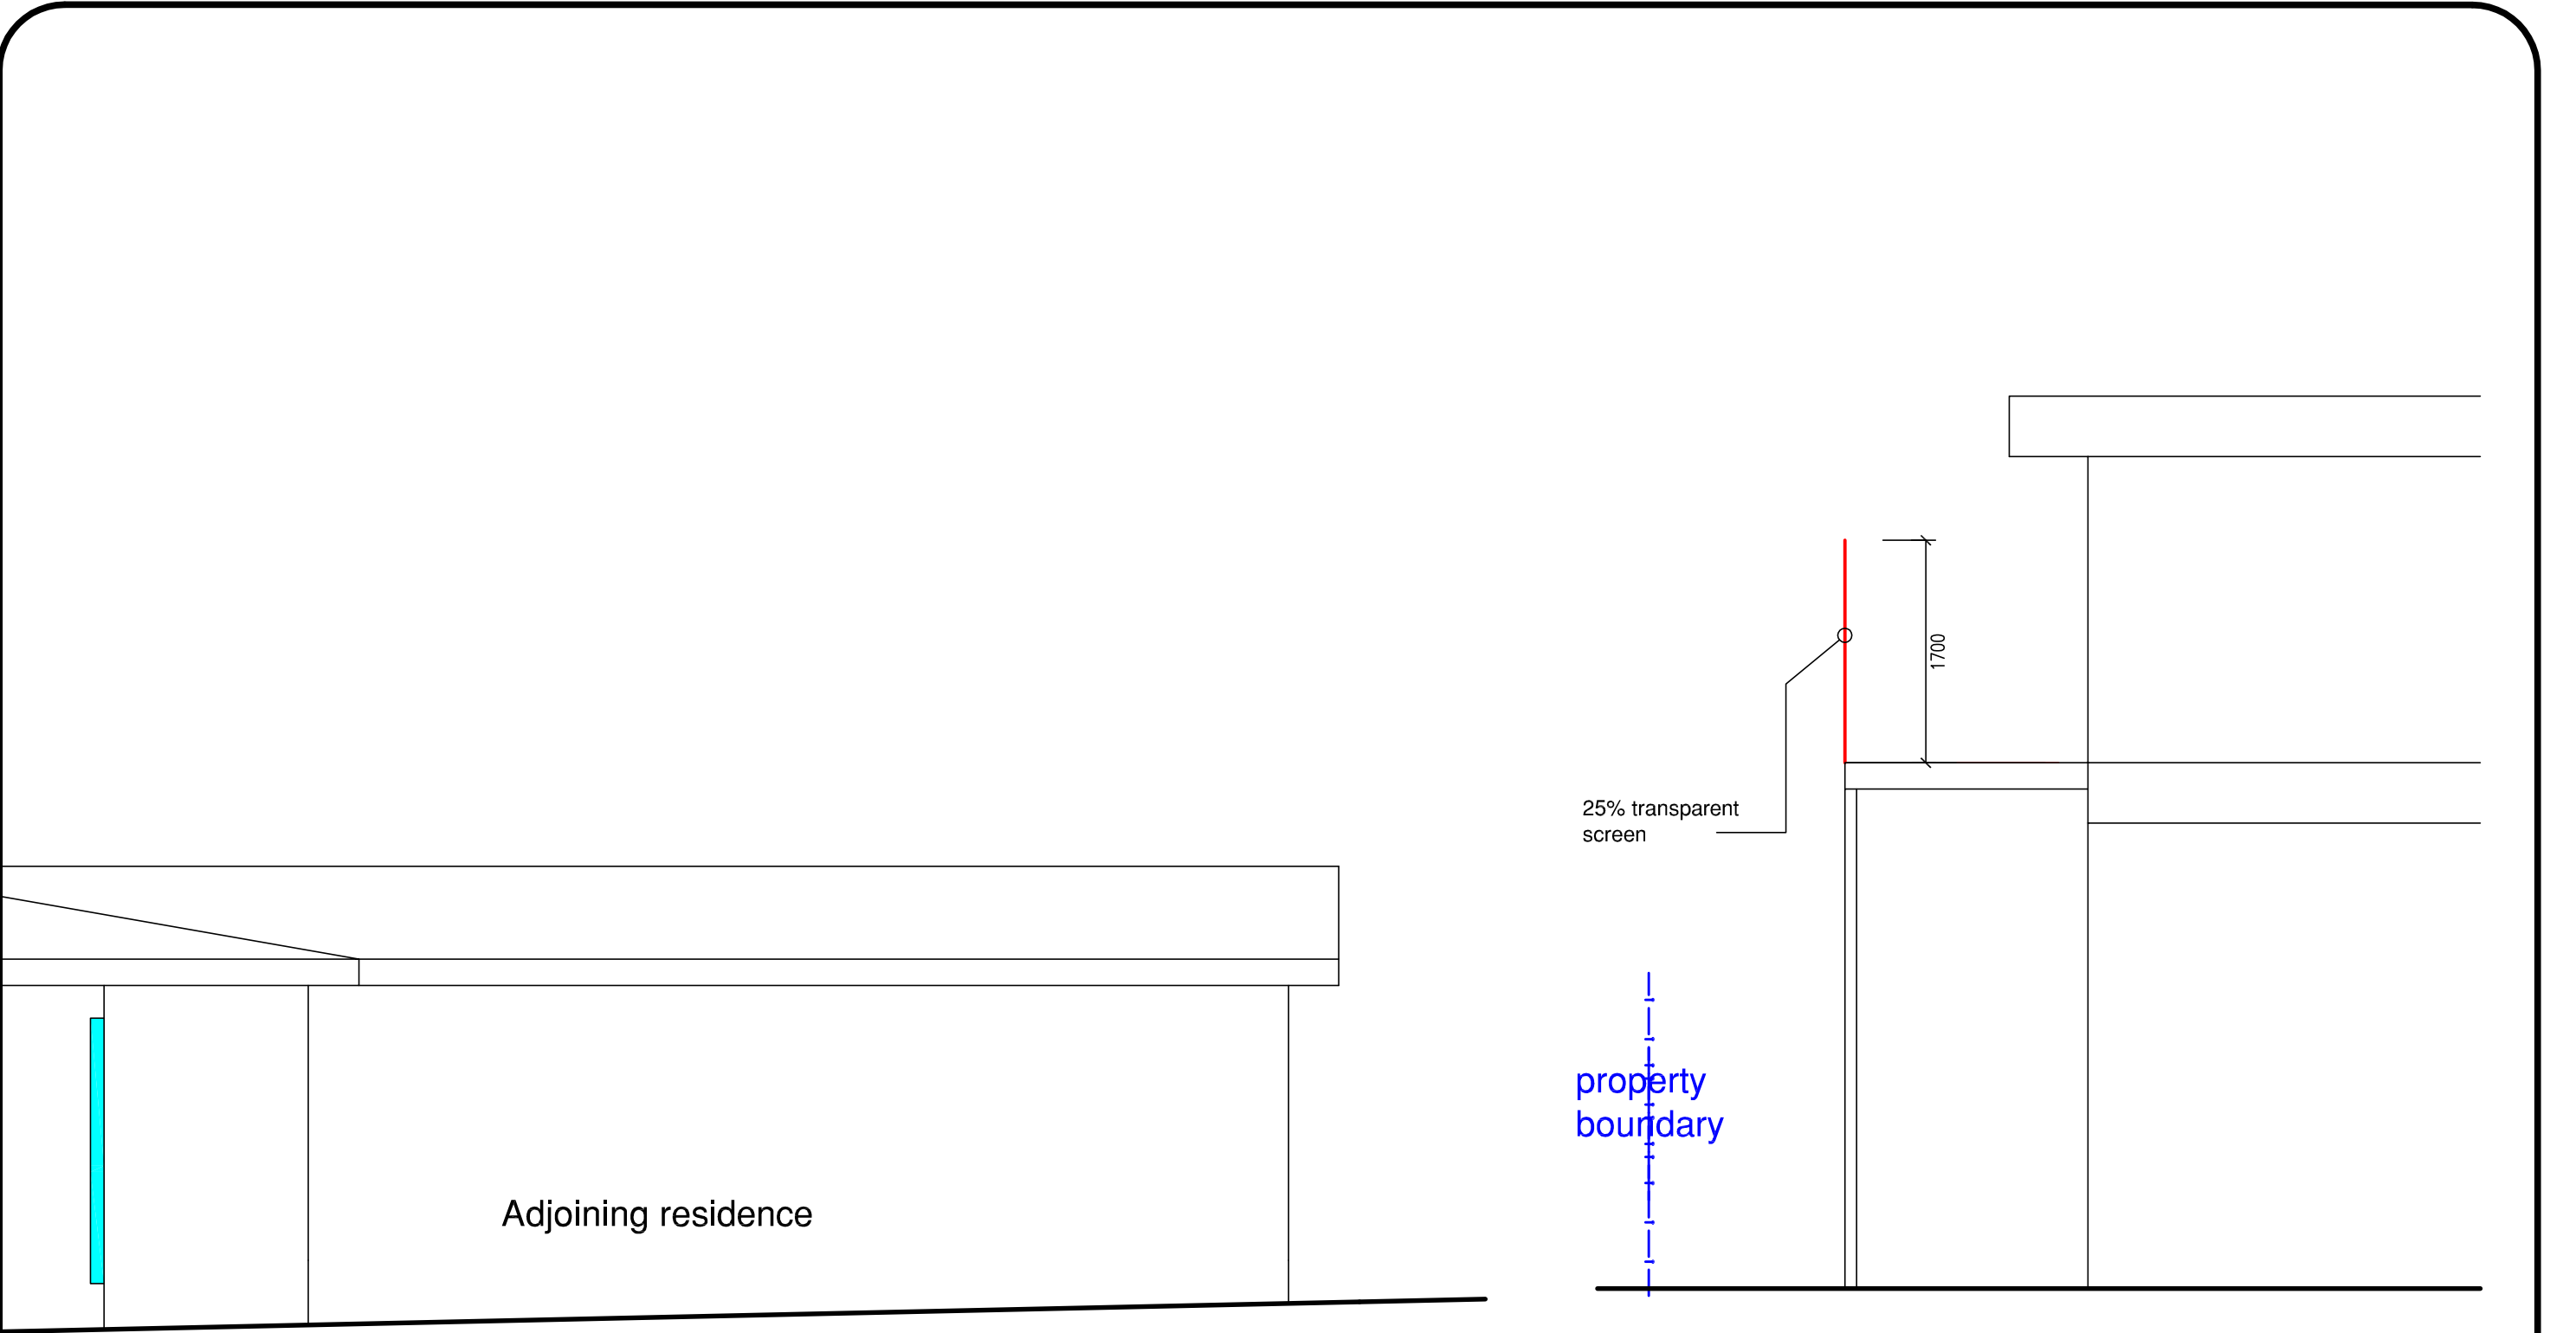 1700
25% transparent
screen
property
boundary
Adjoining residence